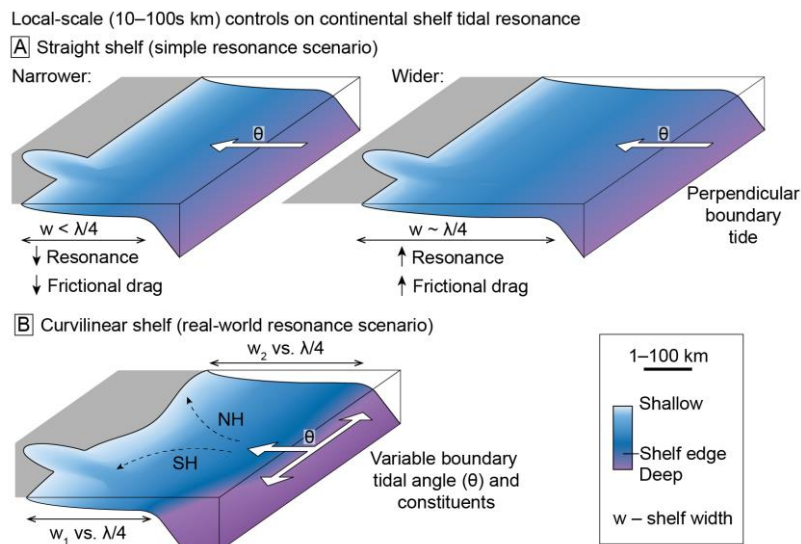 Local-scale (10–100s km) controls on continental shelf tidal resonance
A Straight shelf (simple resonance scenario)
Narrower:
Wider:
θ
θ
w < λ/4
↓ Resonance
↓ Frictional drag
w ~ λ/4
↑ Resonance
↑ Frictional drag
Perpendicular
boundary
tide
B Curvilinear shelf (real-world resonance scenario)
w₂ vs. λ/4
NH
SH
θ
w₁ vs. λ/4
Variable boundary
tidal angle (θ) and
constituents
1–100 km
Shallow
Shelf edge
Deep
w – shelf width